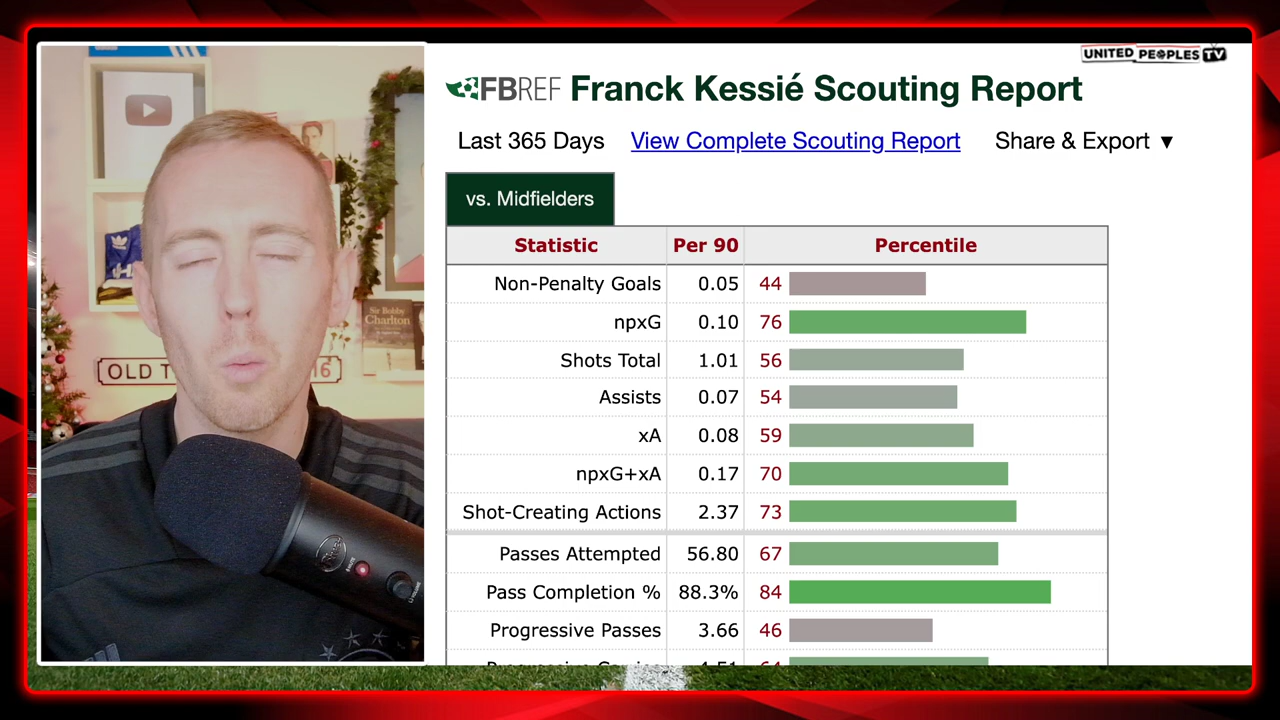 UNITED PEOPLES TV
FBREF Franck Kessié Scouting Report
Last 365 Days View Complete Scouting Report Share & Export ▼
vs. Midfielders
Statistic Per 90 Percentile
Non-Penalty Goals 0.05 44
npxG 0.10 76
Shots Total 1.01 56
Assists 0.07 54
xA 0.08 59
npxG+xA 0.17 70
Shot-Creating Actions 2.37 73
Passes Attempted 56.80 67
Pass Completion % 88.3% 84
Progressive Passes 3.66 46
Sir Bobby
Charlton
OLD T
16